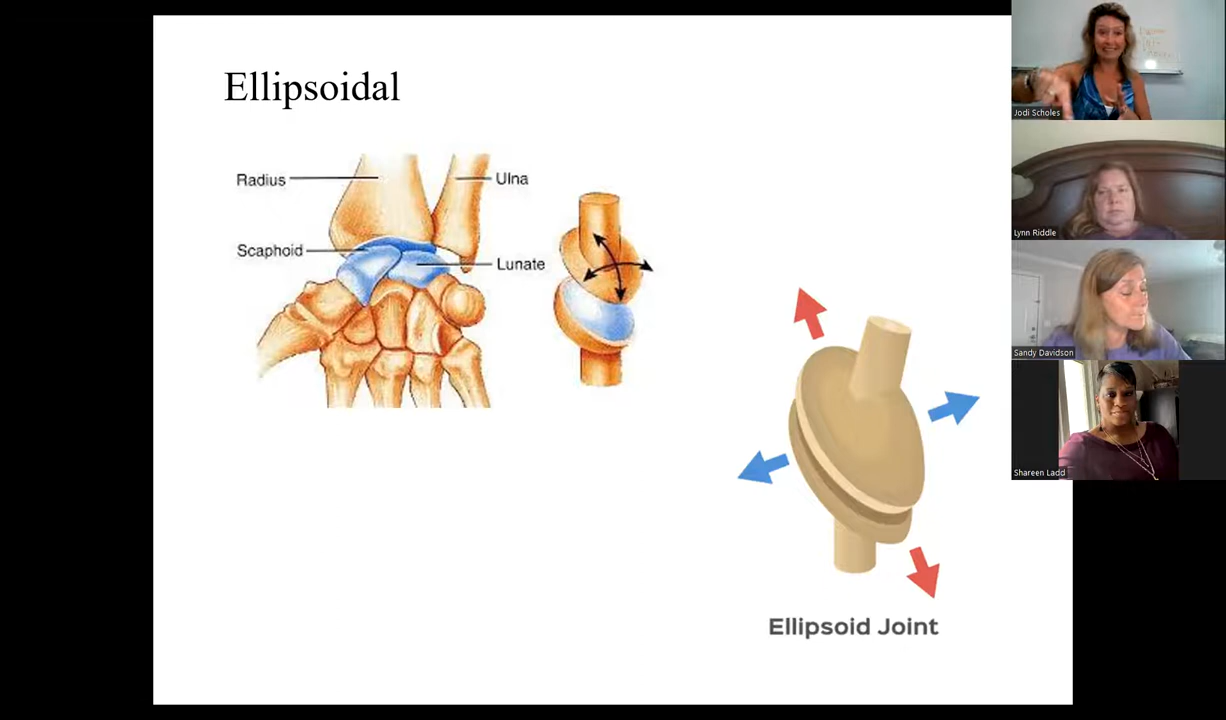 Ellipsoidal
Radius
Ulna
Scaphoid
Lunate
Ellipsoid Joint
Jodi Scholes
Lynn Riddle
Sandy Davidson
Shareen Ladd